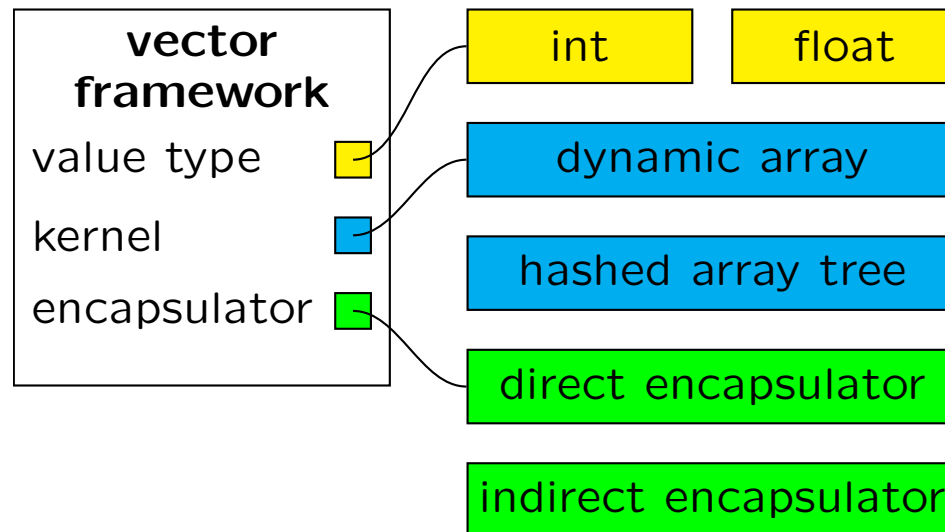 vector
framework
value type
kernel
encapsulator
int
float
dynamic array
hashed array tree
direct encapsulator
indirect encapsulator